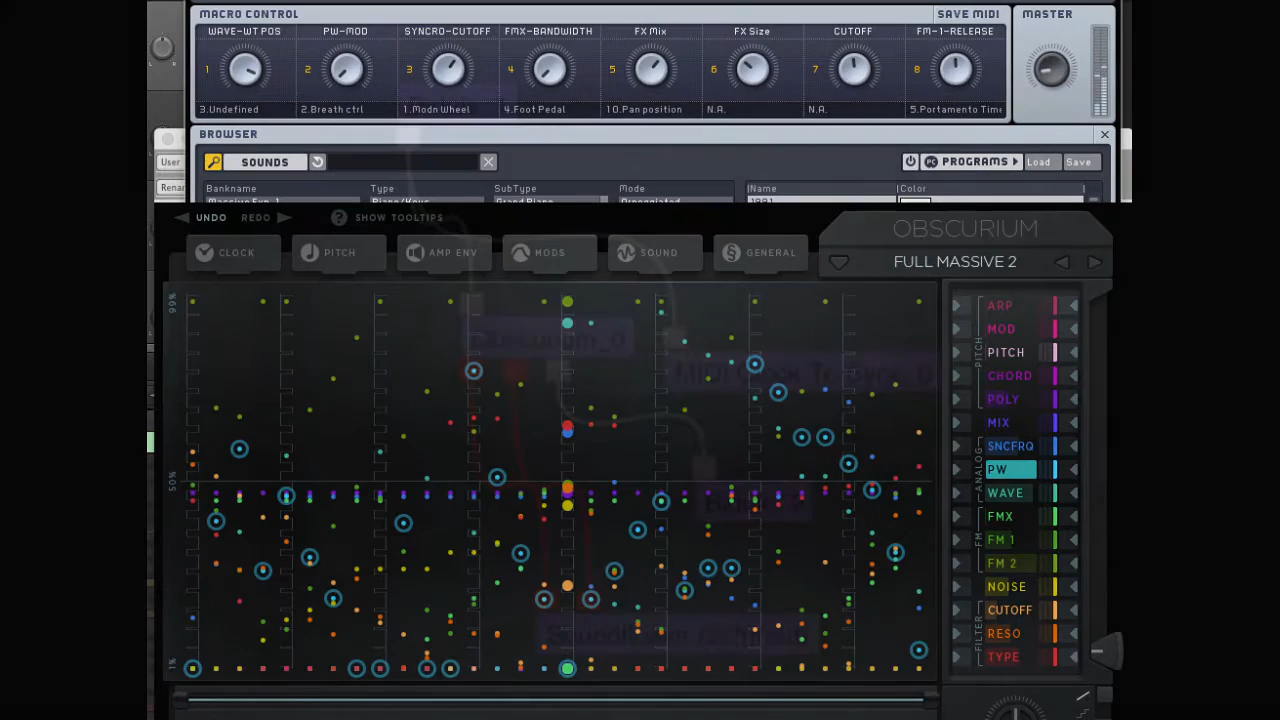 MACRO CONTROL
SAVE MIDI
MASTER
WAVE-WT POS
PW-MOD
SYNCRO-CUTOFF
FMX-BANDWIDTH
FX Mix
FX Size
CUTOFF
FM-1-RELEASE
1 2 3 4 5 6 7 8
3.Undefined
2.Breath ctrl
1.Modn Wheel
4.Foot Pedal
10.Pan position
N.A.
N.A.
5.Portamento Time
BROWSER
User
SOUNDS
PC PROGRAMS
Load
Save
Renar
Bankname
Type
SubType
Mode
Name
Color
UNDO
REDO
? SHOW TOOLTIPS
OBSCURIUM
CLOCK
PITCH
AMP ENV
MODS
SOUND
GENERAL
FULL MASSIVE 2
99%
50%
1%
PITCH
ARP
MOD
PITCH
CHORD
POLY
MIX
ANALOG
SNCFRQ
PW
WAVE
FM
FMX
FM 1
FM 2
NOISE
FILTER
CUTOFF
RESO
TYPE